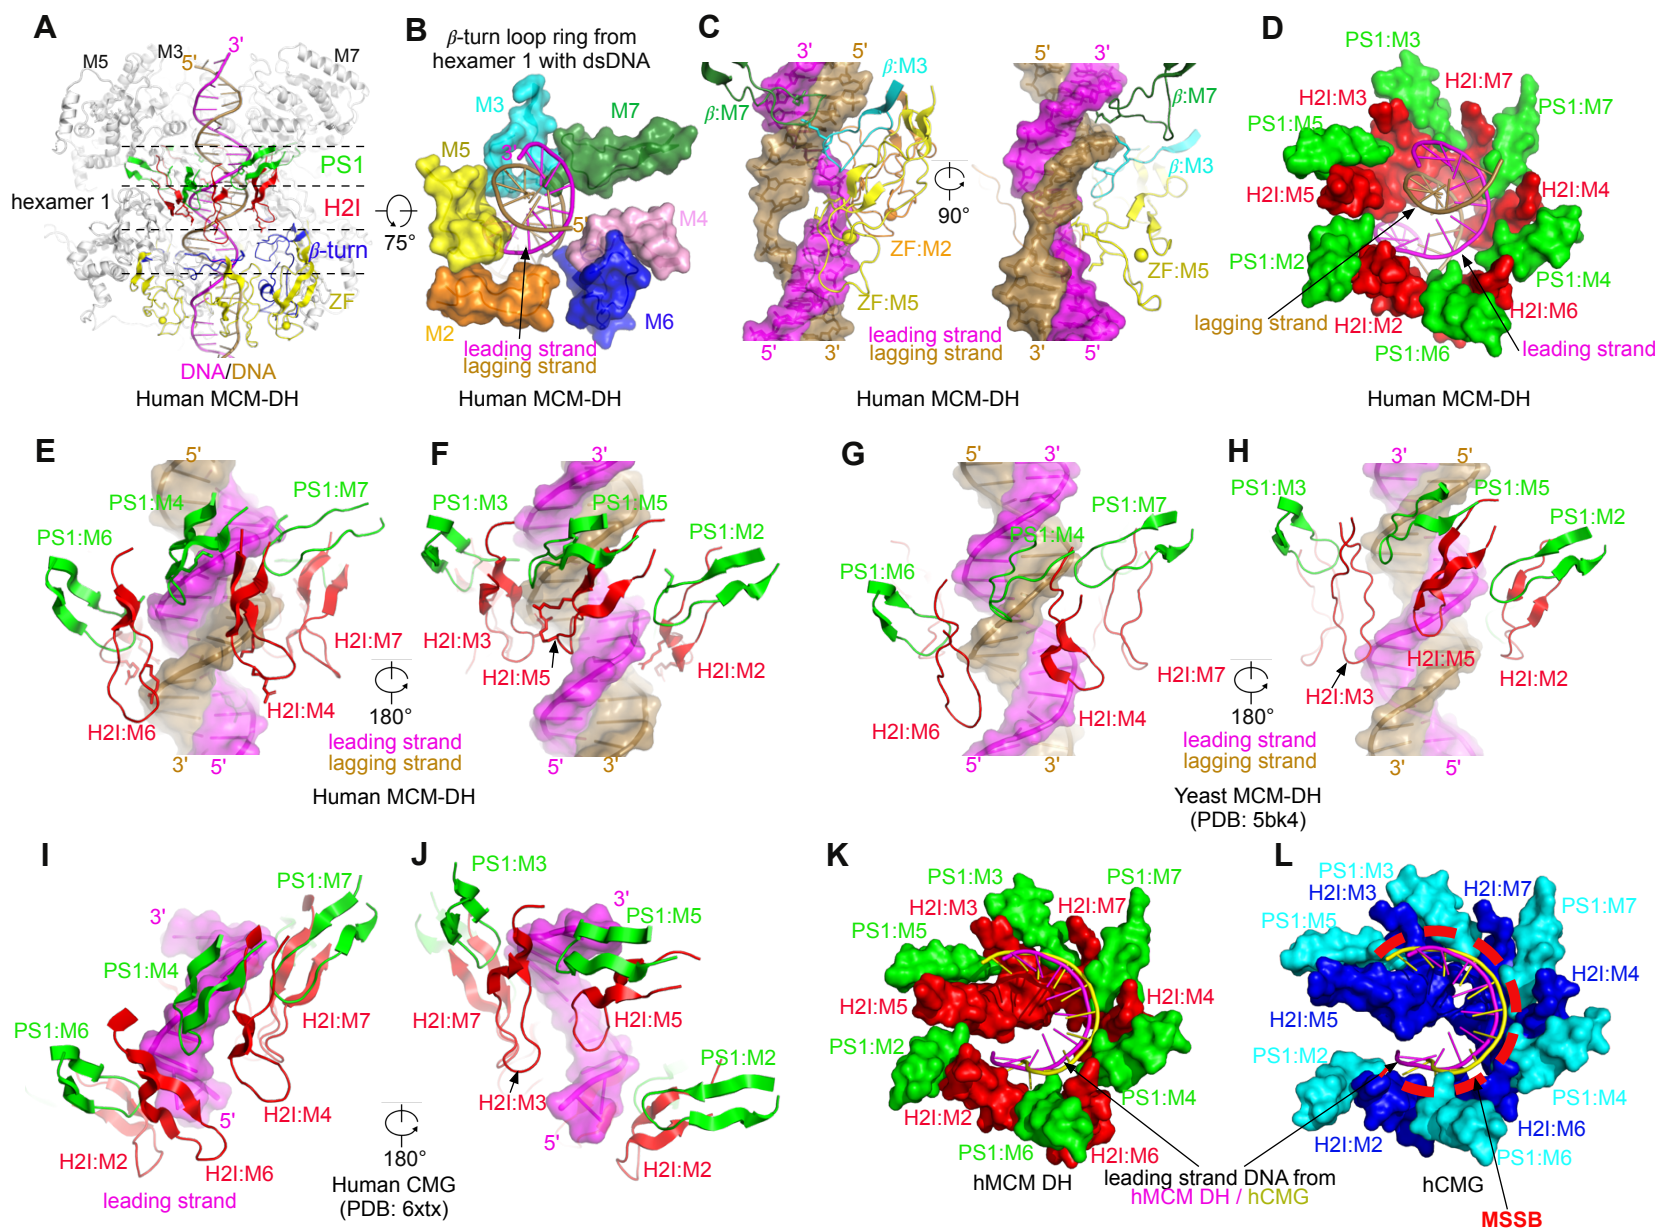 A
M5
M3
5'
3'
M7
PS1
hexamer 1
H2I
β-turn
ZF
DNA/DNA
Human MCM-DH
75°
B
β-turn loop ring from
hexamer 1 with dsDNA
M3
M7
M5
3'
M4
5'
M2
M6
leading strand
lagging strand
Human MCM-DH
C
3'
5'
β:M3
β:M7
ZF:M2
ZF:M5
5'
3'
90°
5'
3'
β:M7
β:M3
ZF:M5
3'
5'
leading strand
lagging strand
Human MCM-DH
D
PS1:M3
H2I:M7
H2I:M3
PS1:M7
PS1:M5
H2I:M5
H2I:M4
PS1:M2
PS1:M4
H2I:M6
lagging strand
H2I:M2
PS1:M6
leading strand
Human MCM-DH
E
5'
PS1:M4
PS1:M7
PS1:M6
H2I:M7
H2I:M4
H2I:M6
3'
5'
180°
leading strand
lagging strand
Human MCM-DH
F
3'
PS1:M3
PS1:M5
PS1:M2
H2I:M3
H2I:M5
H2I:M2
5'
3'
G
5'
3'
PS1:M7
PS1:M4
PS1:M6
H2I:M7
H2I:M4
H2I:M6
5'
3'
180°
leading strand
lagging strand
Yeast MCM-DH
(PDB: 5bk4)
H
3'
5'
PS1:M3
PS1:M5
PS1:M2
H2I:M5
H2I:M3
H2I:M2
3'
5'
I
PS1:M7
3'
PS1:M4
PS1:M6
H2I:M7
5'
H2I:M4
H2I:M2
H2I:M6
leading strand
180°
Human CMG
(PDB: 6xtx)
J
PS1:M3
3'
PS1:M5
H2I:M7
H2I:M5
PS1:M2
H2I:M3
5'
H2I:M2
K
PS1:M3
PS1:M7
H2I:M3
H2I:M7
PS1:M5
H2I:M5
H2I:M4
PS1:M2
PS1:M4
H2I:M2
PS1:M6
H2I:M6
hMCM DH
leading strand DNA from
hMCM DH / hCMG
L
PS1:M3
H2I:M3
H2I:M7
PS1:M7
PS1:M5
H2I:M4
H2I:M5
PS1:M2
PS1:M4
H2I:M6
H2I:M2
PS1:M6
hCMG
MSSB